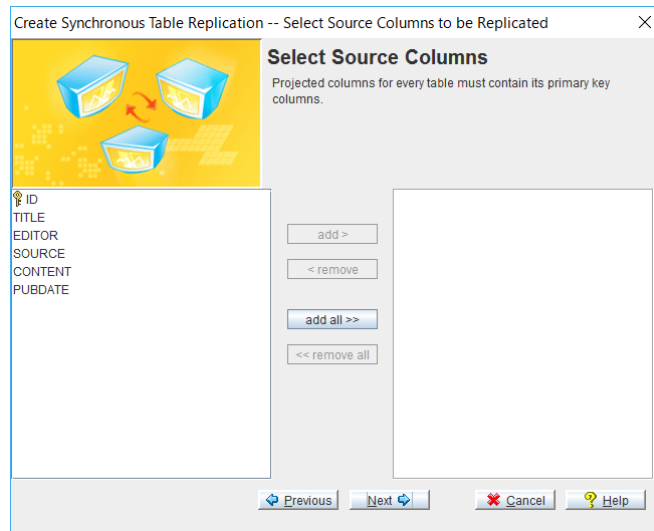 Create Synchronous Table Replication -- Select Source Columns to be Replicated
Select Source Columns
Projected columns for every table must contain its primary key
columns.
ID
TITLE
EDITOR
SOURCE
CONTENT
PUBDATE
add >
< remove
add all >>
<< remove all
Previous
Next
Cancel
Help